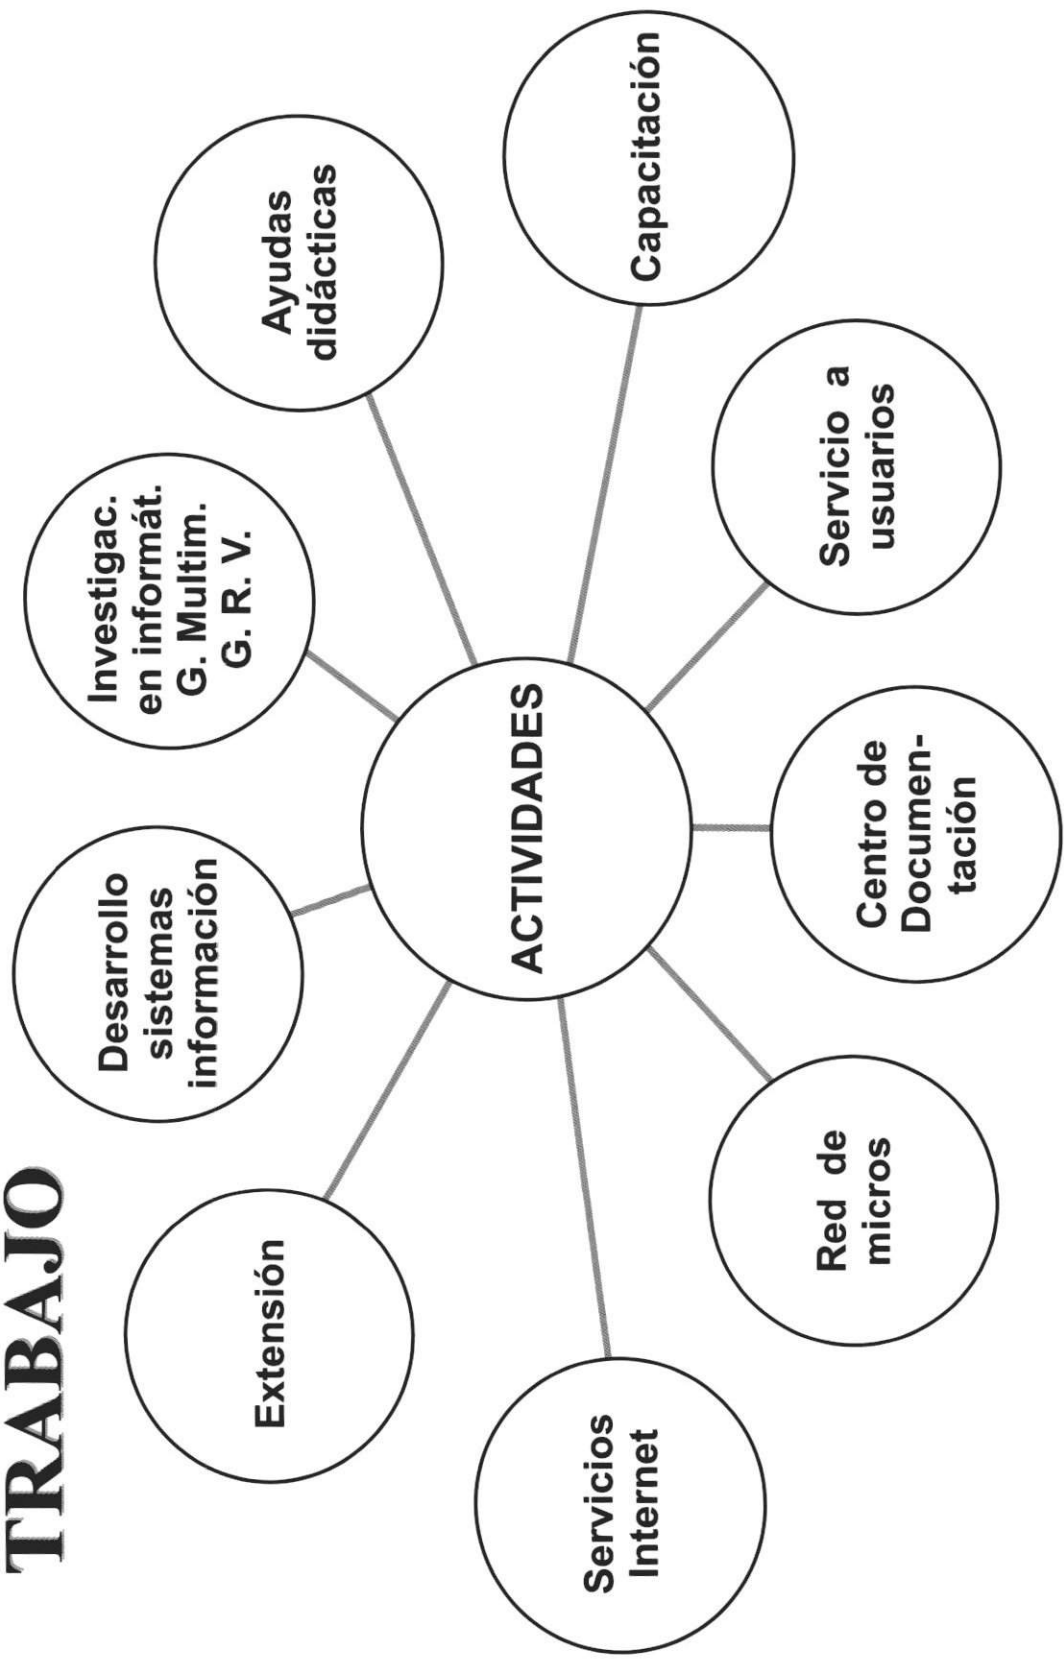 TRABAJO
Desarrollo
sistemas
información
Investigac.
en informát.
G. Multim.
G. R. V.
Ayudas
didácticas
Extensión
ACTIVIDADES
Capacitación
Servicios
Internet
Red de
micros
Centro de
Documen-
tación
Servicio a
usuarios